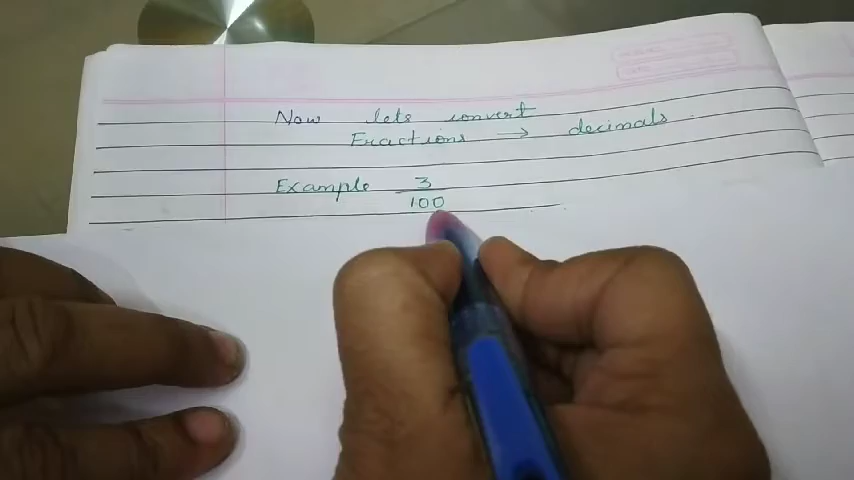 Now lets convert
Fractions → decimals
Example 3/100